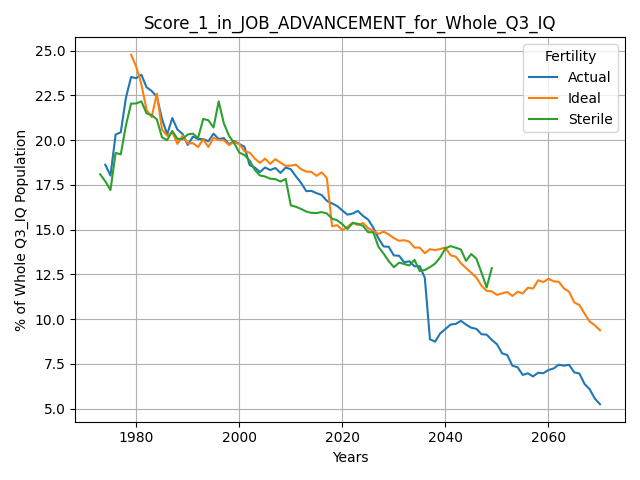 Score_1_in_JOB_ADVANCEMENT_for_Whole_Q3_IQ
% of Whole Q3_IQ Population
25.0
22.5
20.0
17.5
15.0
12.5
10.0
7.5
5.0
Fertility
Actual
Ideal
Sterile
1980
2000
2020
2040
2060
Years